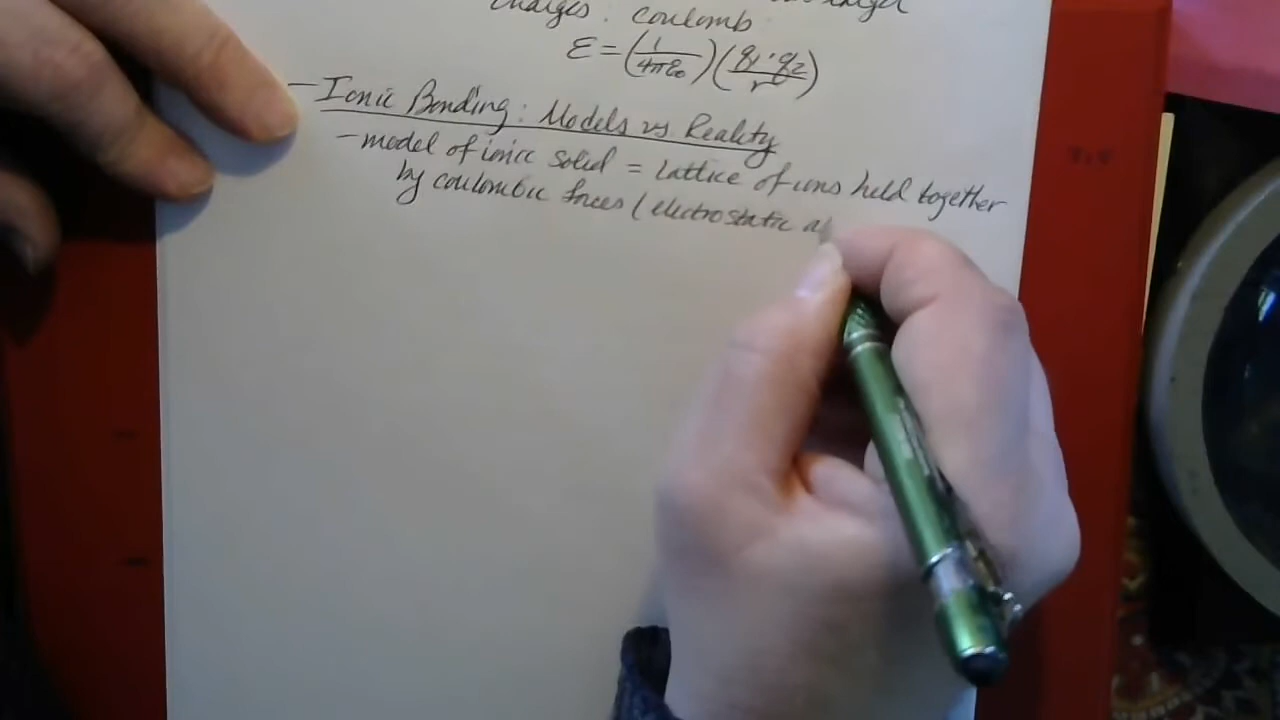 charges : Coulomb
E = (1/4πε₀)(q₁·q₂/r)
- Ionic Bonding : Models vs Reality
- model of ionic solid = lattice of ions held together
by coulombic forces (electrostatic a